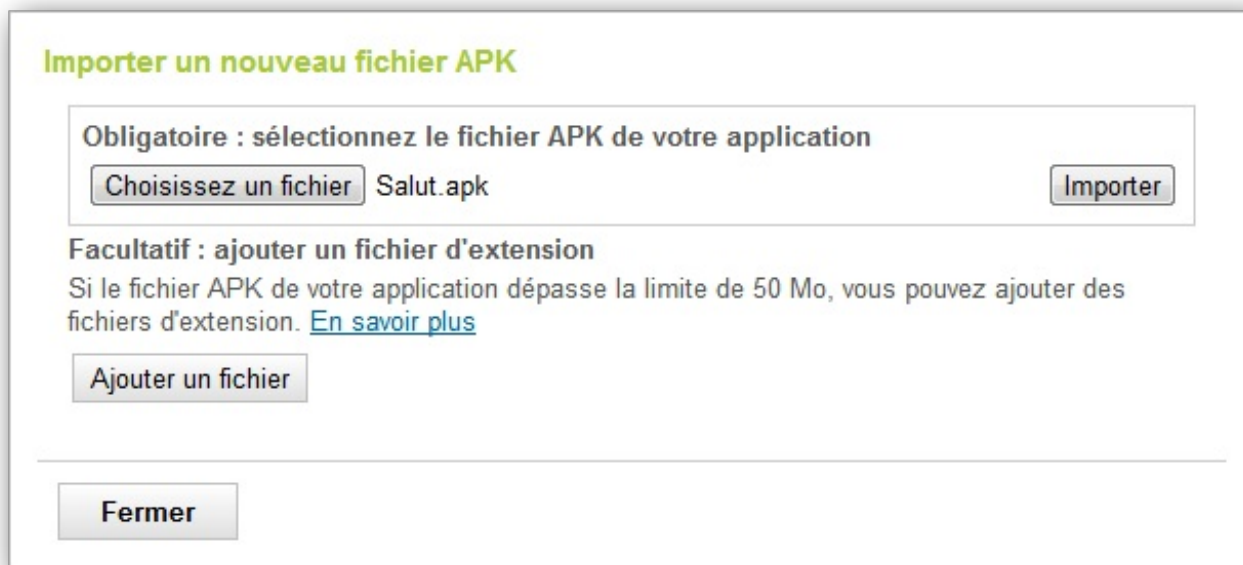 Importer un nouveau fichier APK
Obligatoire : sélectionnez le fichier APK de votre application
Choisissez un fichier Salut.apk Importer
Facultatif : ajouter un fichier d'extension
Si le fichier APK de votre application dépasse la limite de 50 Mo, vous pouvez ajouter des
fichiers d'extension. En savoir plus
Ajouter un fichier
Fermer